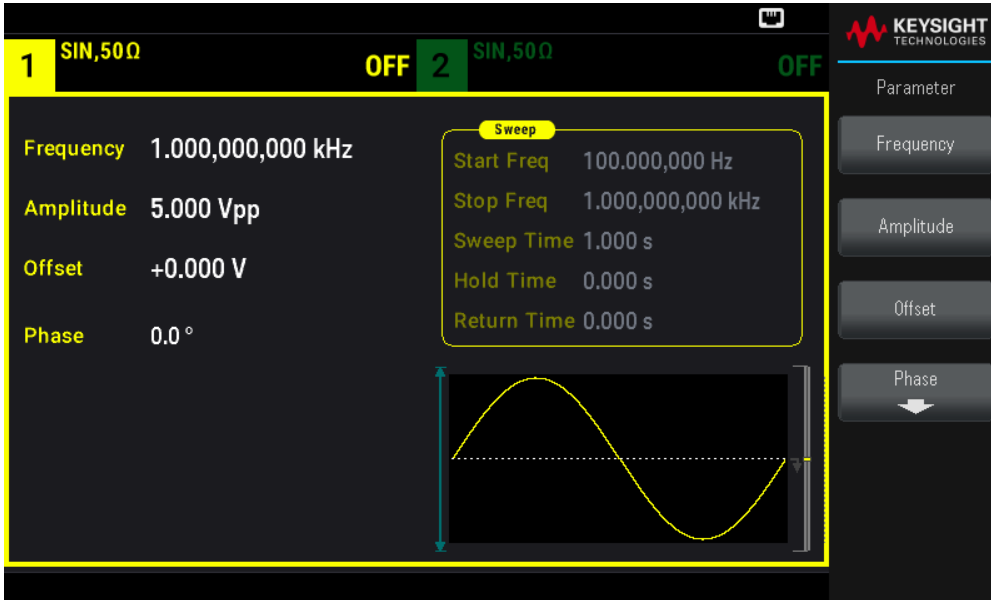 KEYSIGHT
TECHNOLOGIES
1 SIN,50Ω OFF
2 SIN,50Ω OFF
Parameter
Frequency 1.000,000,000 kHz
Amplitude 5.000 Vpp
Offset +0.000 V
Phase 0.0 °
Sweep
Start Freq 100.000,000 Hz
Stop Freq 1.000,000,000 kHz
Sweep Time 1.000 s
Hold Time 0.000 s
Return Time 0.000 s
Frequency
Amplitude
Offset
Phase